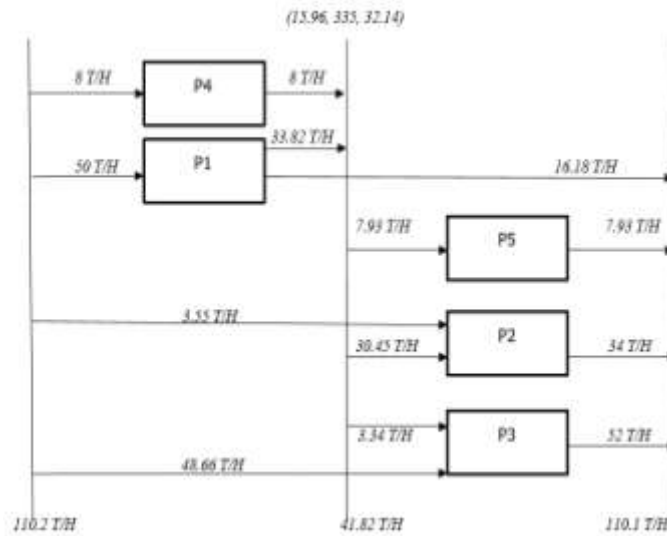 (15.96, 335, 32.14)
8 T/H
P4
8 T/H
33.82 T/H
P1
50 T/H
16.18 T/H
7.93 T/H
P5
7.93 T/H
3.55 T/H
P2
30.45 T/H
34 T/H
3.34 T/H
P3
52 T/H
48.66 T/H
110.2 T/H
41.82 T/H
110.1 T/H